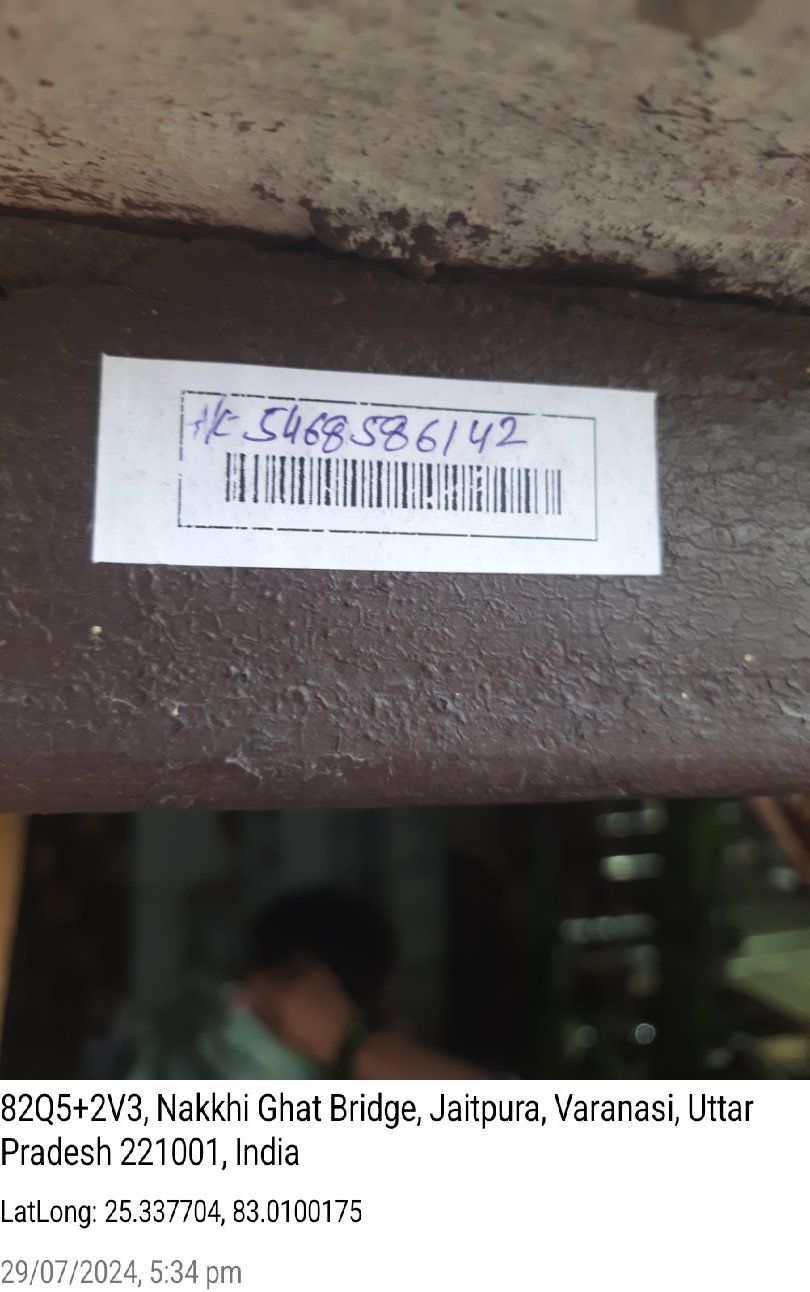 A/C 5468586142
82Q5+2V3, Nakkhi Ghat Bridge, Jaitpura, Varanasi, Uttar
Pradesh 221001, India
LatLong: 25.337704, 83.0100175
29/07/2024, 5:34 pm